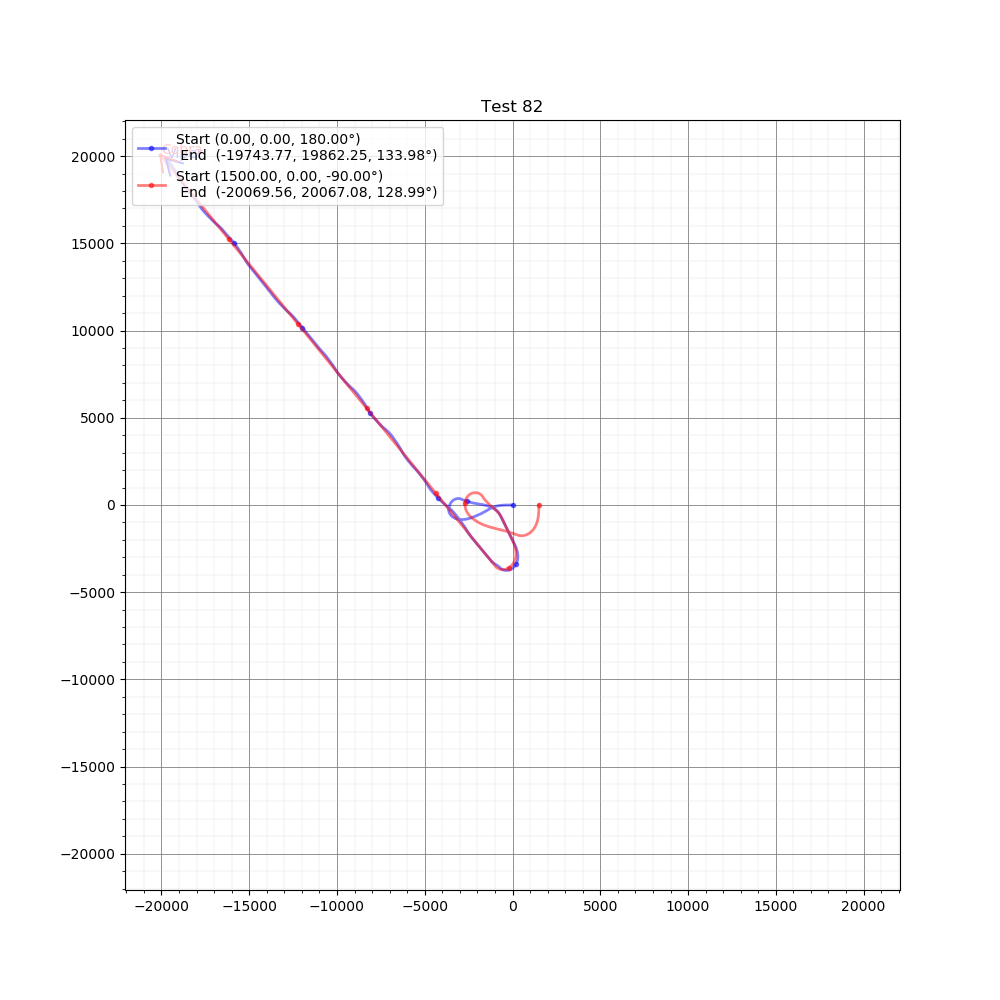 Test 82
Start (0.00, 0.00, 180.00°)
End (-19743.77, 19862.25, 133.98°)
Start (1500.00, 0.00, -90.00°)
End (-20069.56, 20067.08, 128.99°)
20000
15000
10000
5000
0
−5000
−10000
−15000
−20000
−20000 −15000 −10000 −5000 0 5000 10000 15000 20000